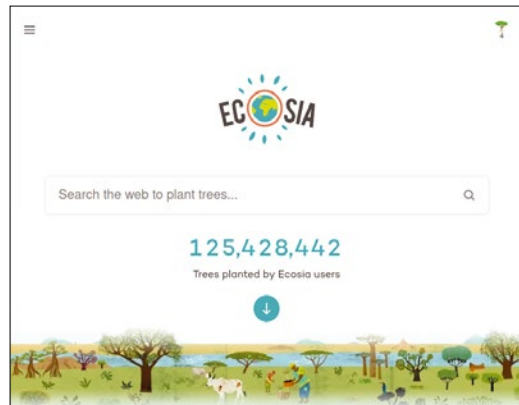 ECOSIA
Search the web to plant trees...
125,428,442
Trees planted by Ecosia users